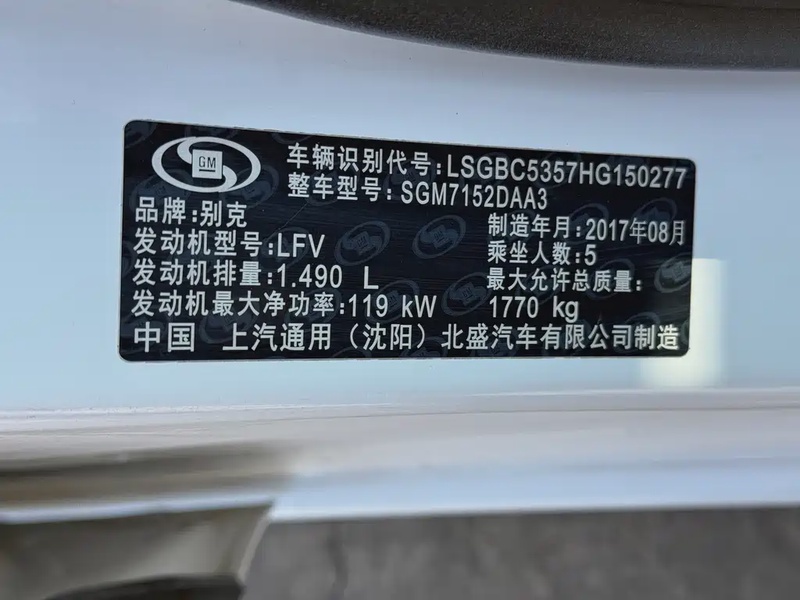 GM
车辆识别代号:LSGBC5357HG150277
整车型号:SGM7152DAA3
品牌:别克
制造年月:2017年08月
发动机型号:LFV
乘坐人数:5
发动机排量:1.490 L
最大允许总质量:
发动机最大净功率:119 kW
1770 kg
中国 上汽通用（沈阳）北盛汽车有限公司制造